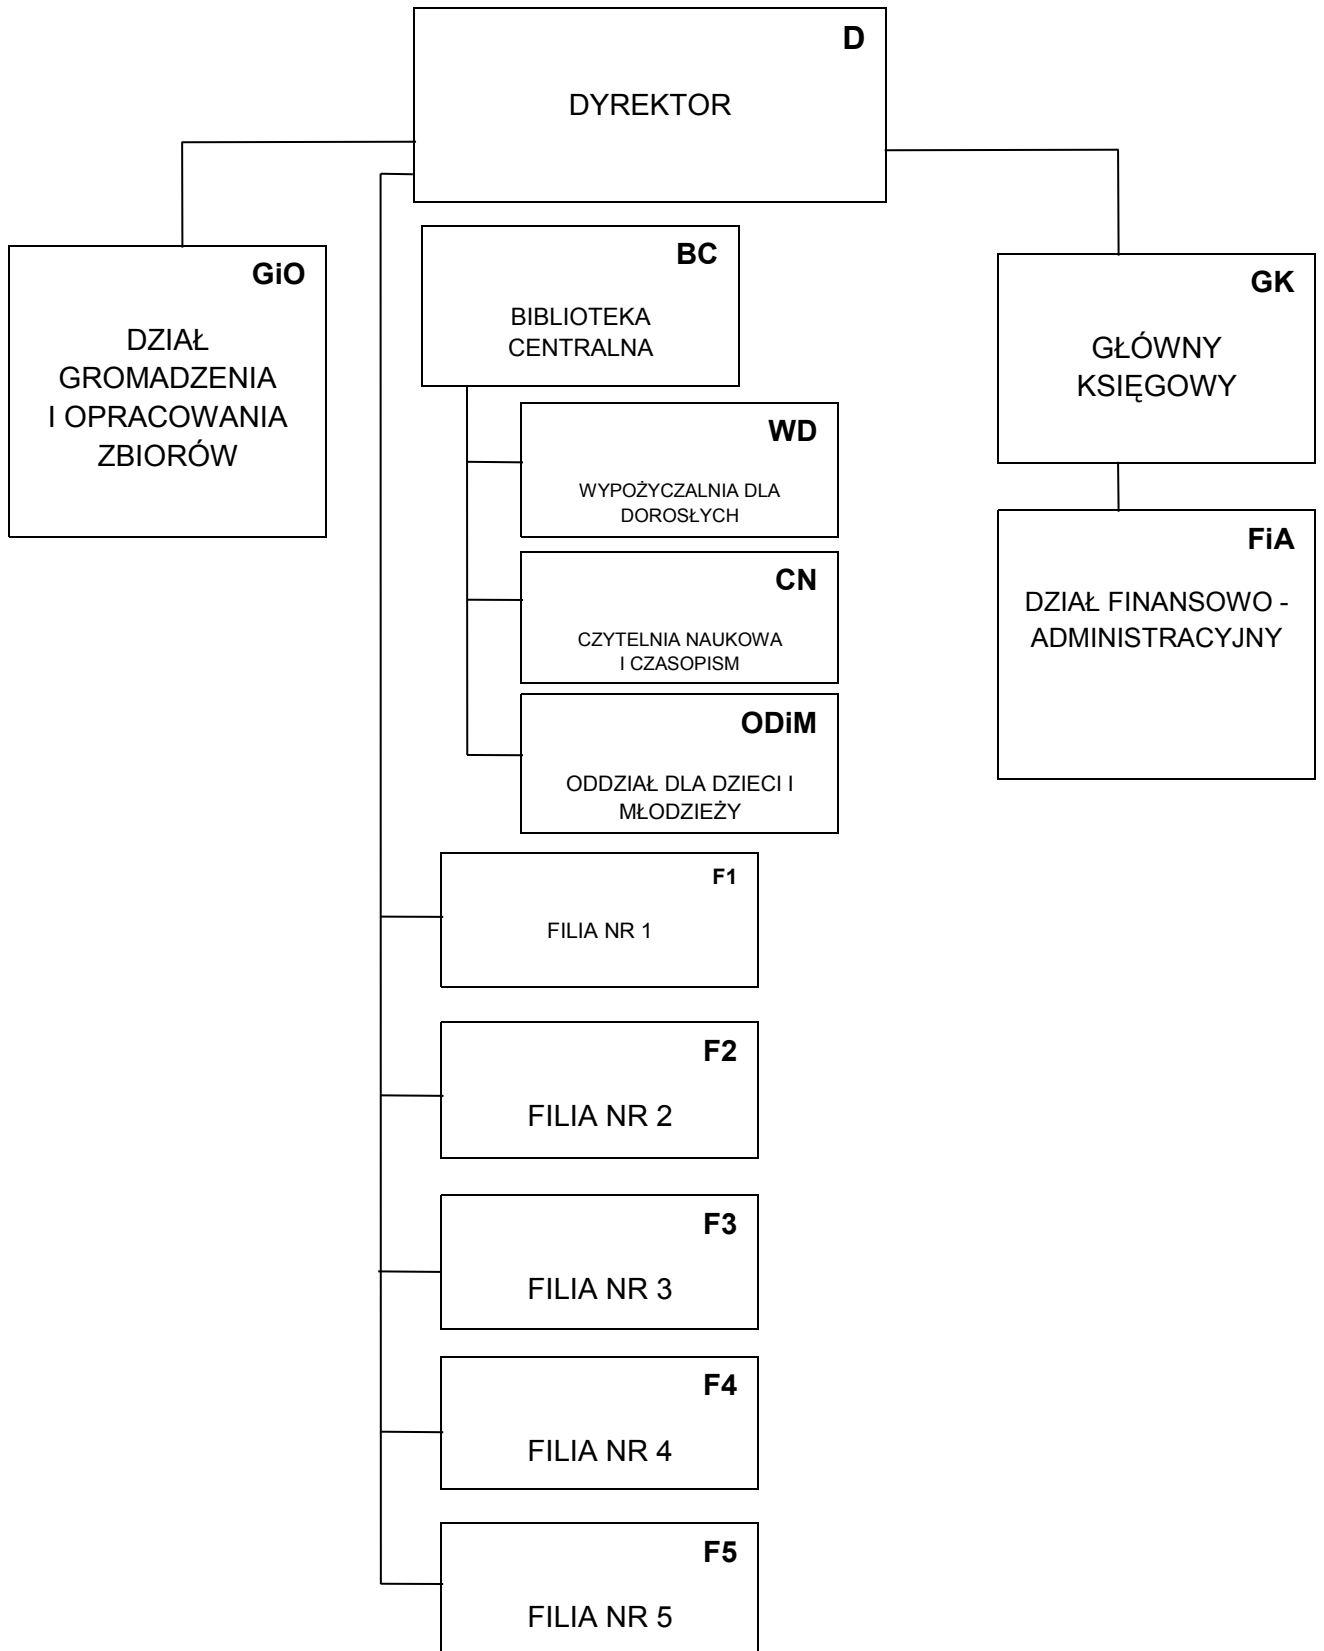 D
DYREKTOR
GiO
DZIAŁ
GROMADZENIA
I OPRACOWANIA
ZBIORÓW
BC
BIBLIOTEKA
CENTRALNA
WD
WYPOŻYCZALNIA DLA
DOROSŁYCH
CN
CZYTELNIA NAUKOWA
I CZASOPISM
ODiM
ODDZIAŁ DLA DZIECI I
MŁODZIEŻY
GK
GŁÓWNY
KSIĘGOWY
FiA
DZIAŁ FINANSOWO -
ADMINISTRACYJNY
F1
FILIA NR 1
F2
FILIA NR 2
F3
FILIA NR 3
F4
FILIA NR 4
F5
FILIA NR 5